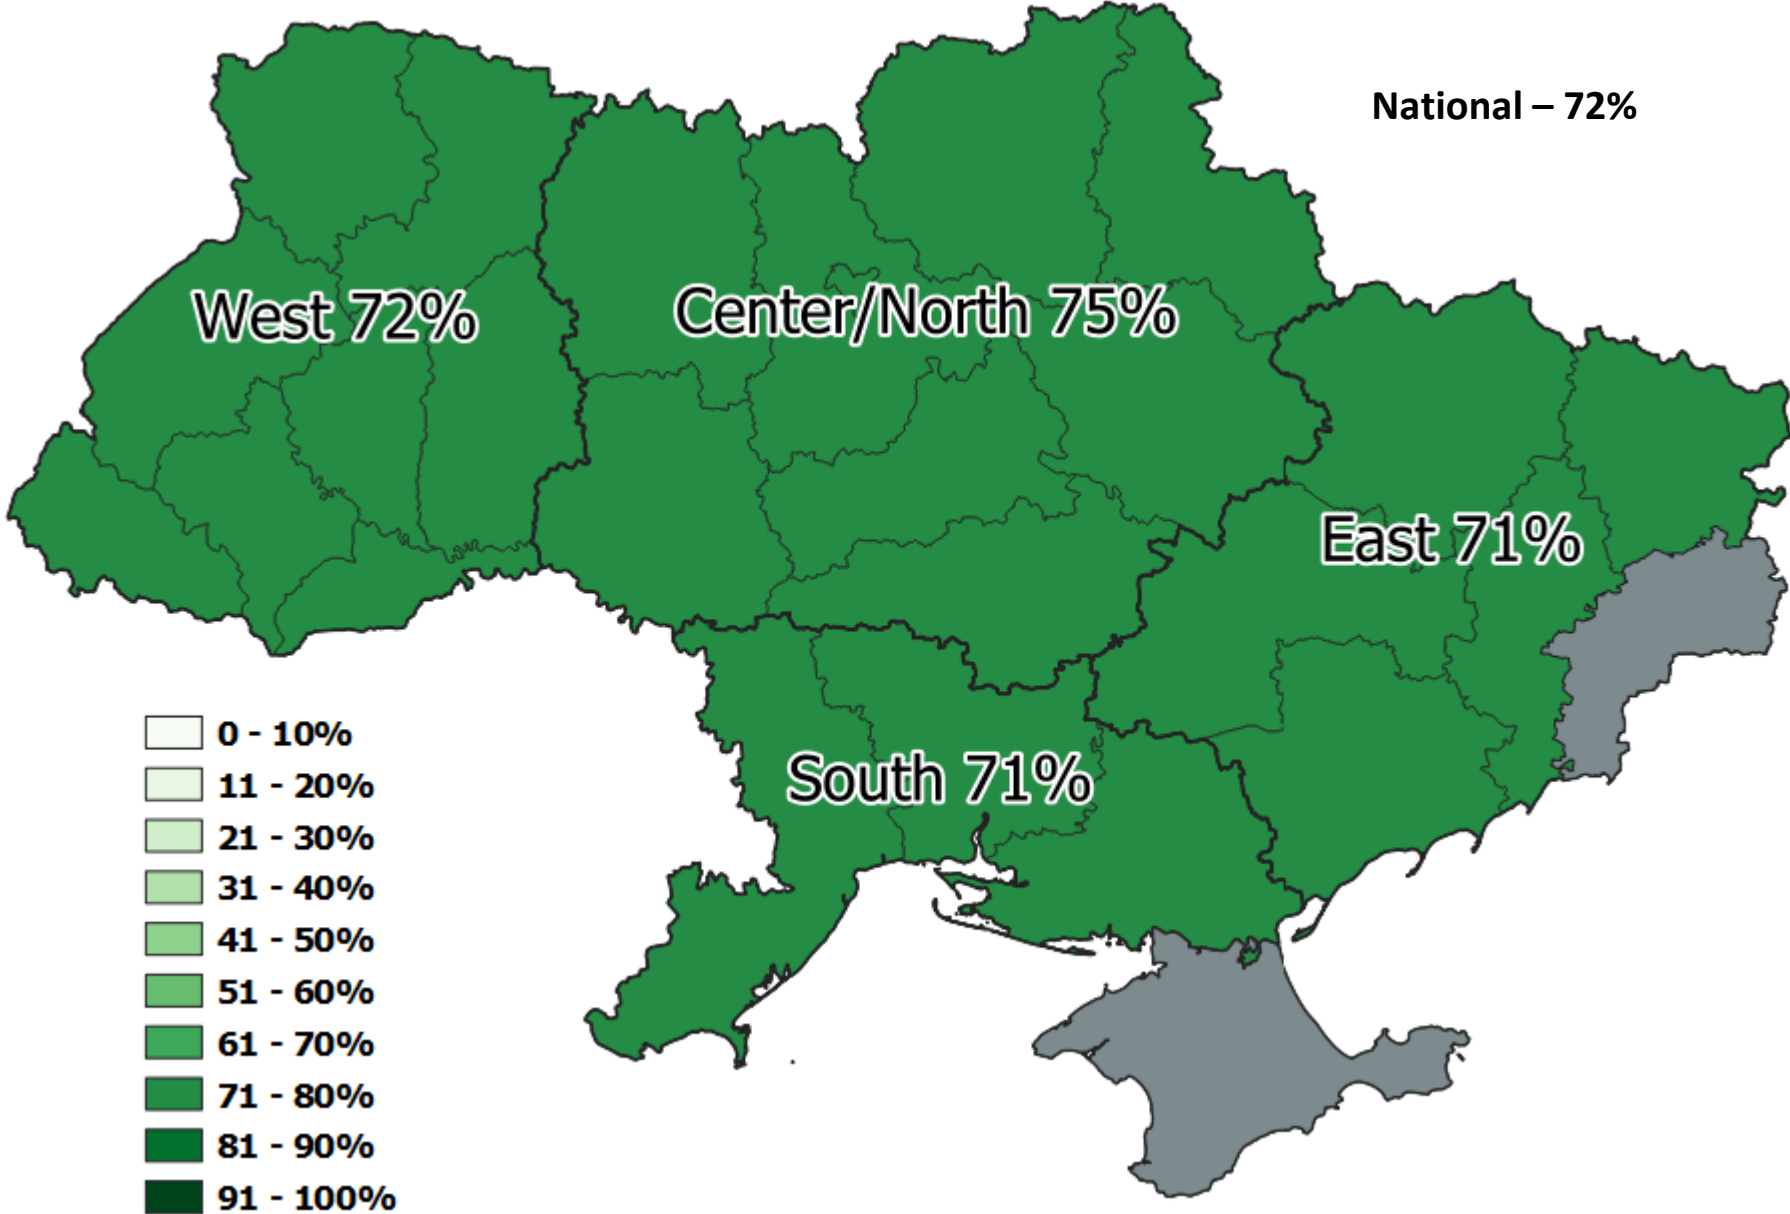 National – 72%
West 72%
Center/North 75%
East 71%
South 71%
0 - 10%
11 - 20%
21 - 30%
31 - 40%
41 - 50%
51 - 60%
61 - 70%
71 - 80%
81 - 90%
91 - 100%